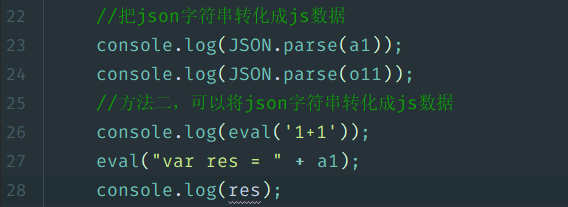 22 //把json字符串转化成js数据
23 console.log(JSON.parse(a1));
24 console.log(JSON.parse(o11));
25 //方法二，可以将json字符串转化成js数据
26 console.log(eval('1+1'));
27 eval("var res = " + a1);
28 console.log(res);